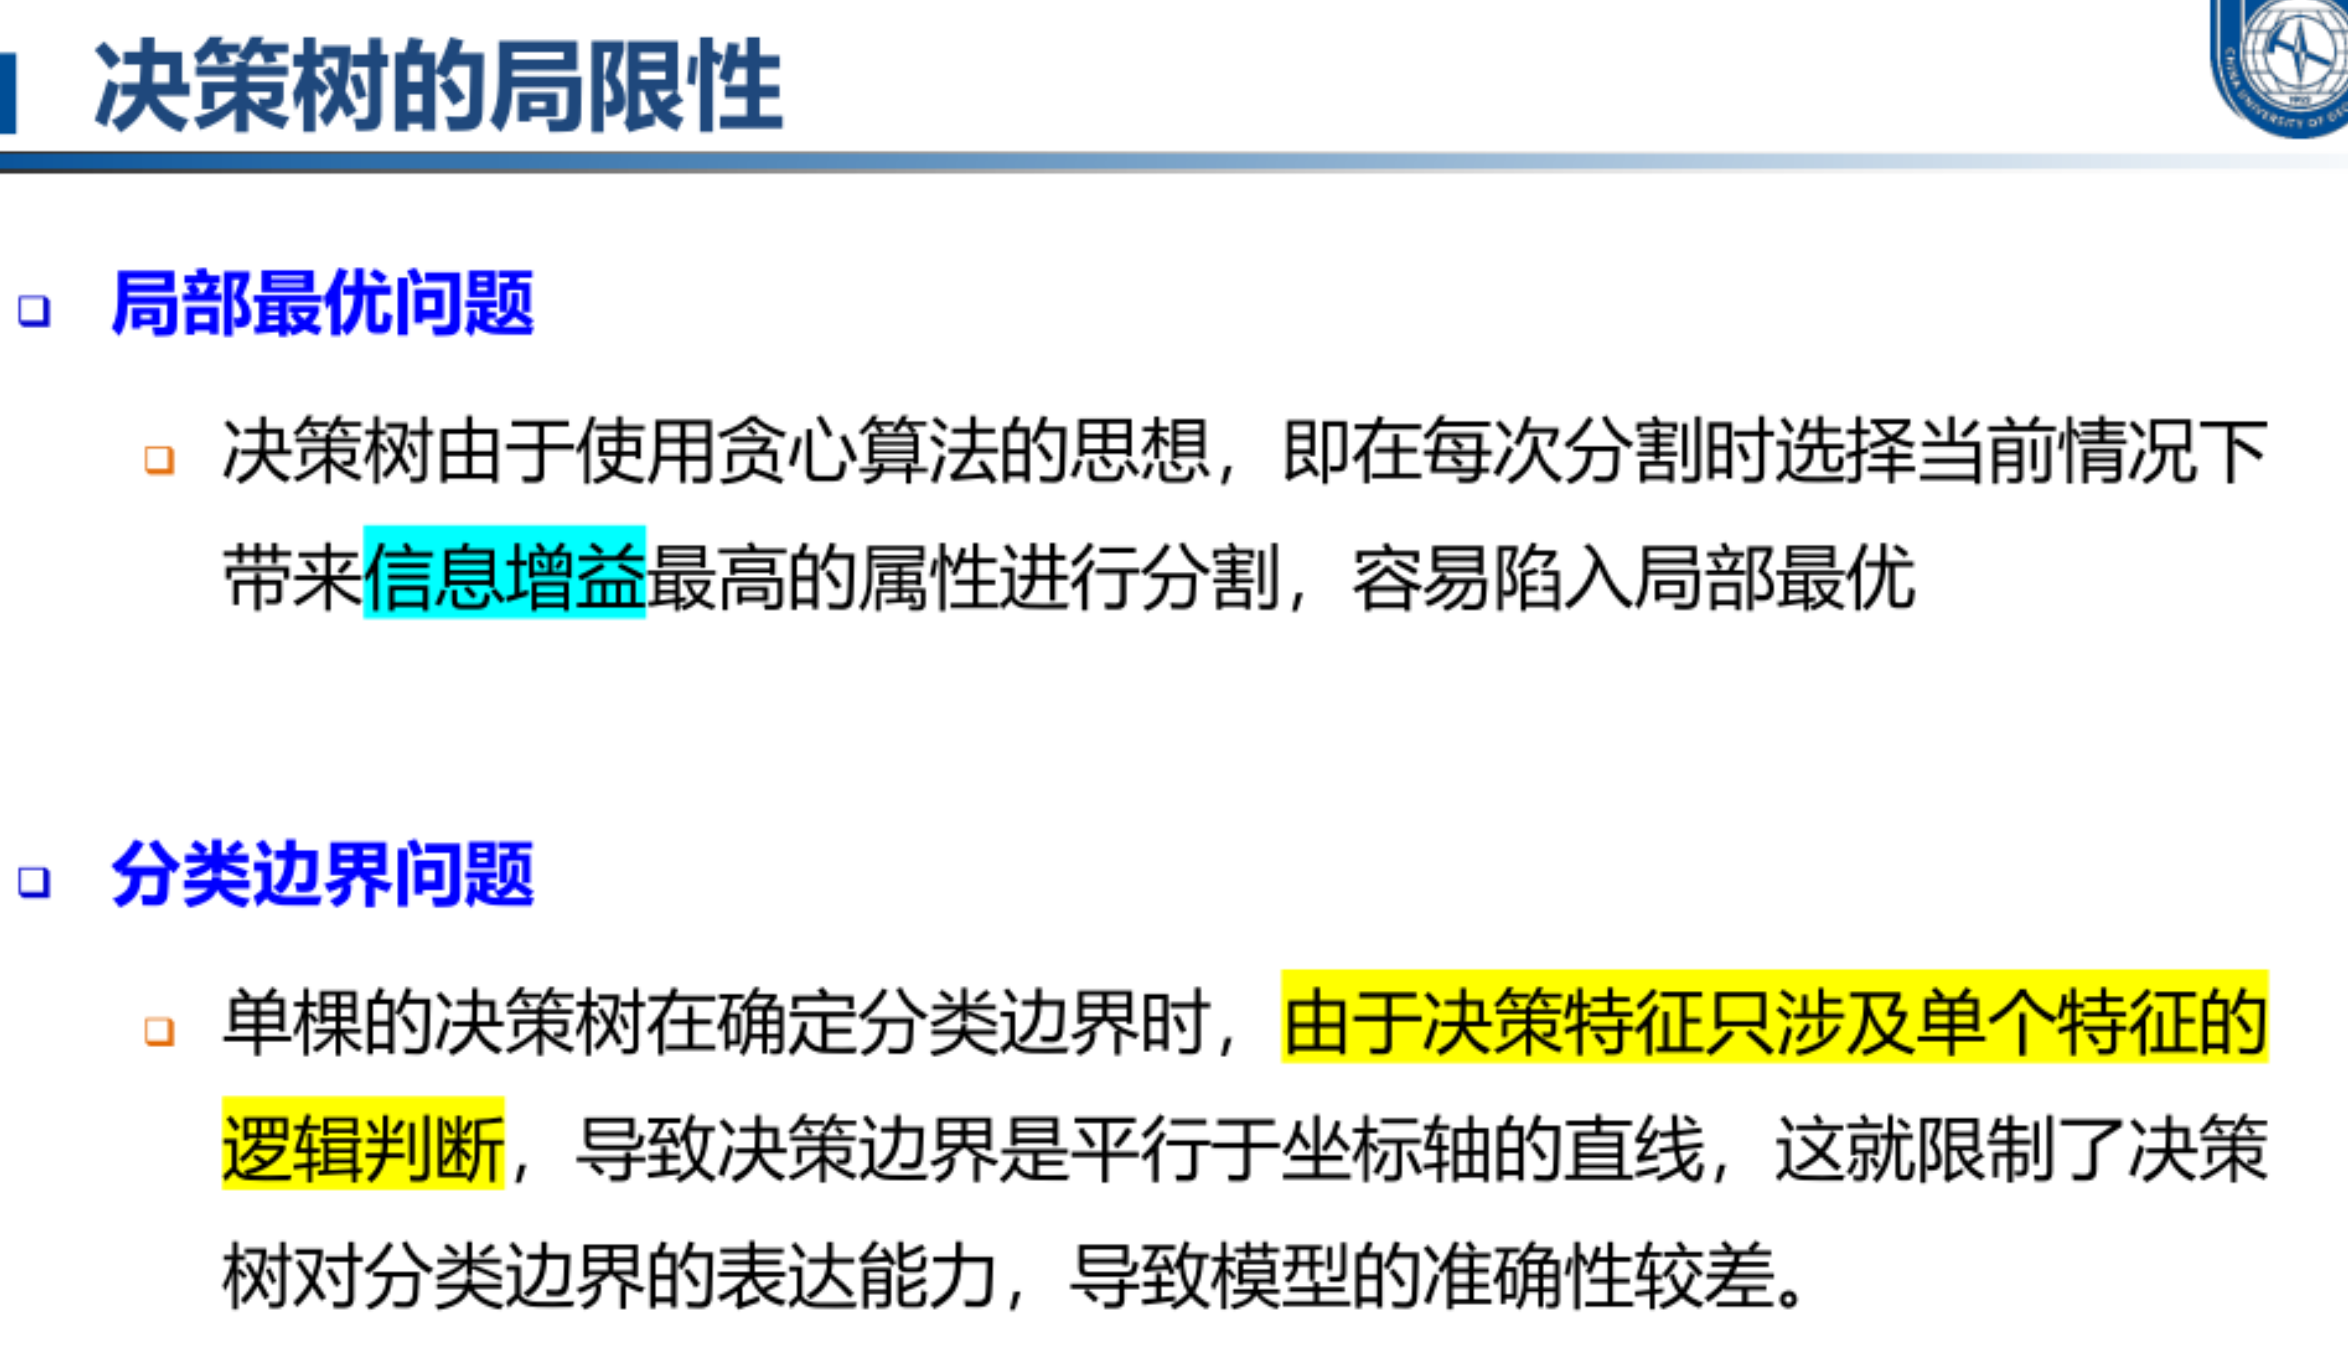 决策树的局限性
局部最优问题
决策树由于使用贪心算法的思想，即在每次分割时选择当前情况下
带来信息增益最高的属性进行分割，容易陷入局部最优
分类边界问题
单棵的决策树在确定分类边界时，由于决策特征只涉及单个特征的
逻辑判断，导致决策边界是平行于坐标轴的直线，这就限制了决策
树对分类边界的表达能力，导致模型的准确性较差。
CHINA UNIVERSITY OF
1952